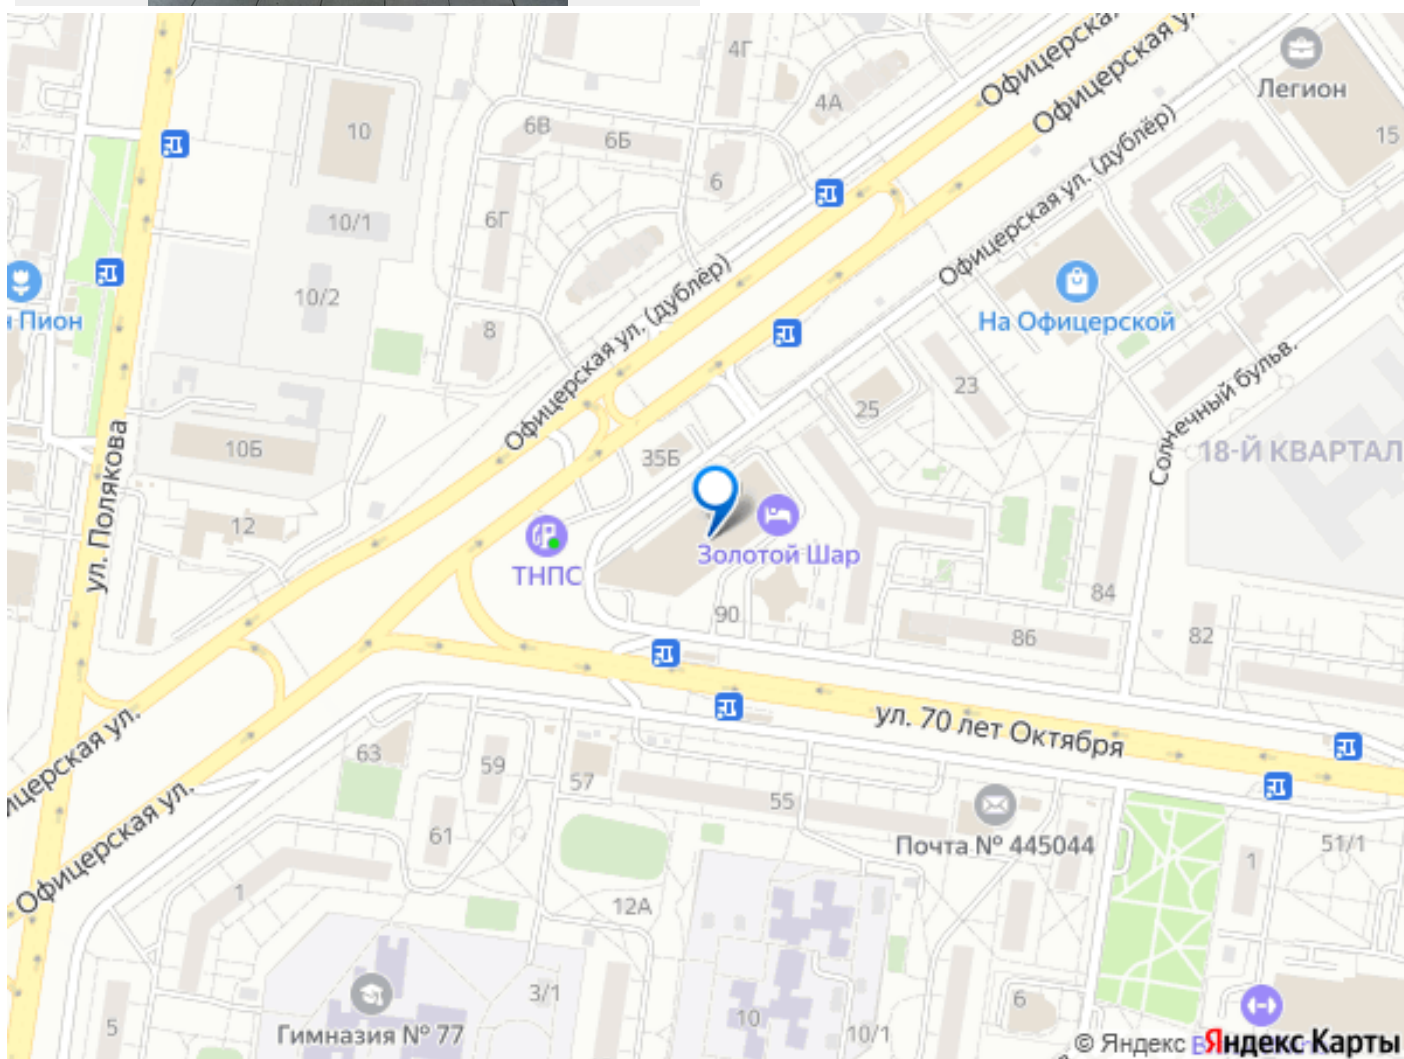 Офицерская
Офицерская ул.
4Г
Легион
4А
15
10
6В
6Б
6
Офицерская ул. (дублёр)
6Г
10/1
10/2
Пион
8
На Офицерской
Офицерская ул. (дублёр)
23
25
Солнечный бульв.
18-Й КВАРТАЛ
ул. Полякова
10Б
35Б
12
ТНПС
Золотой Шар
90
84
86
82
ул. 70 лет Октября
Офицерская ул.
Офицерская ул.
63
59
57
55
61
Почта № 445044
51/1
1
1
12А
3/1
5
Гимназия № 77
10
10/1
6
© Яндекс
Яндекс Карты